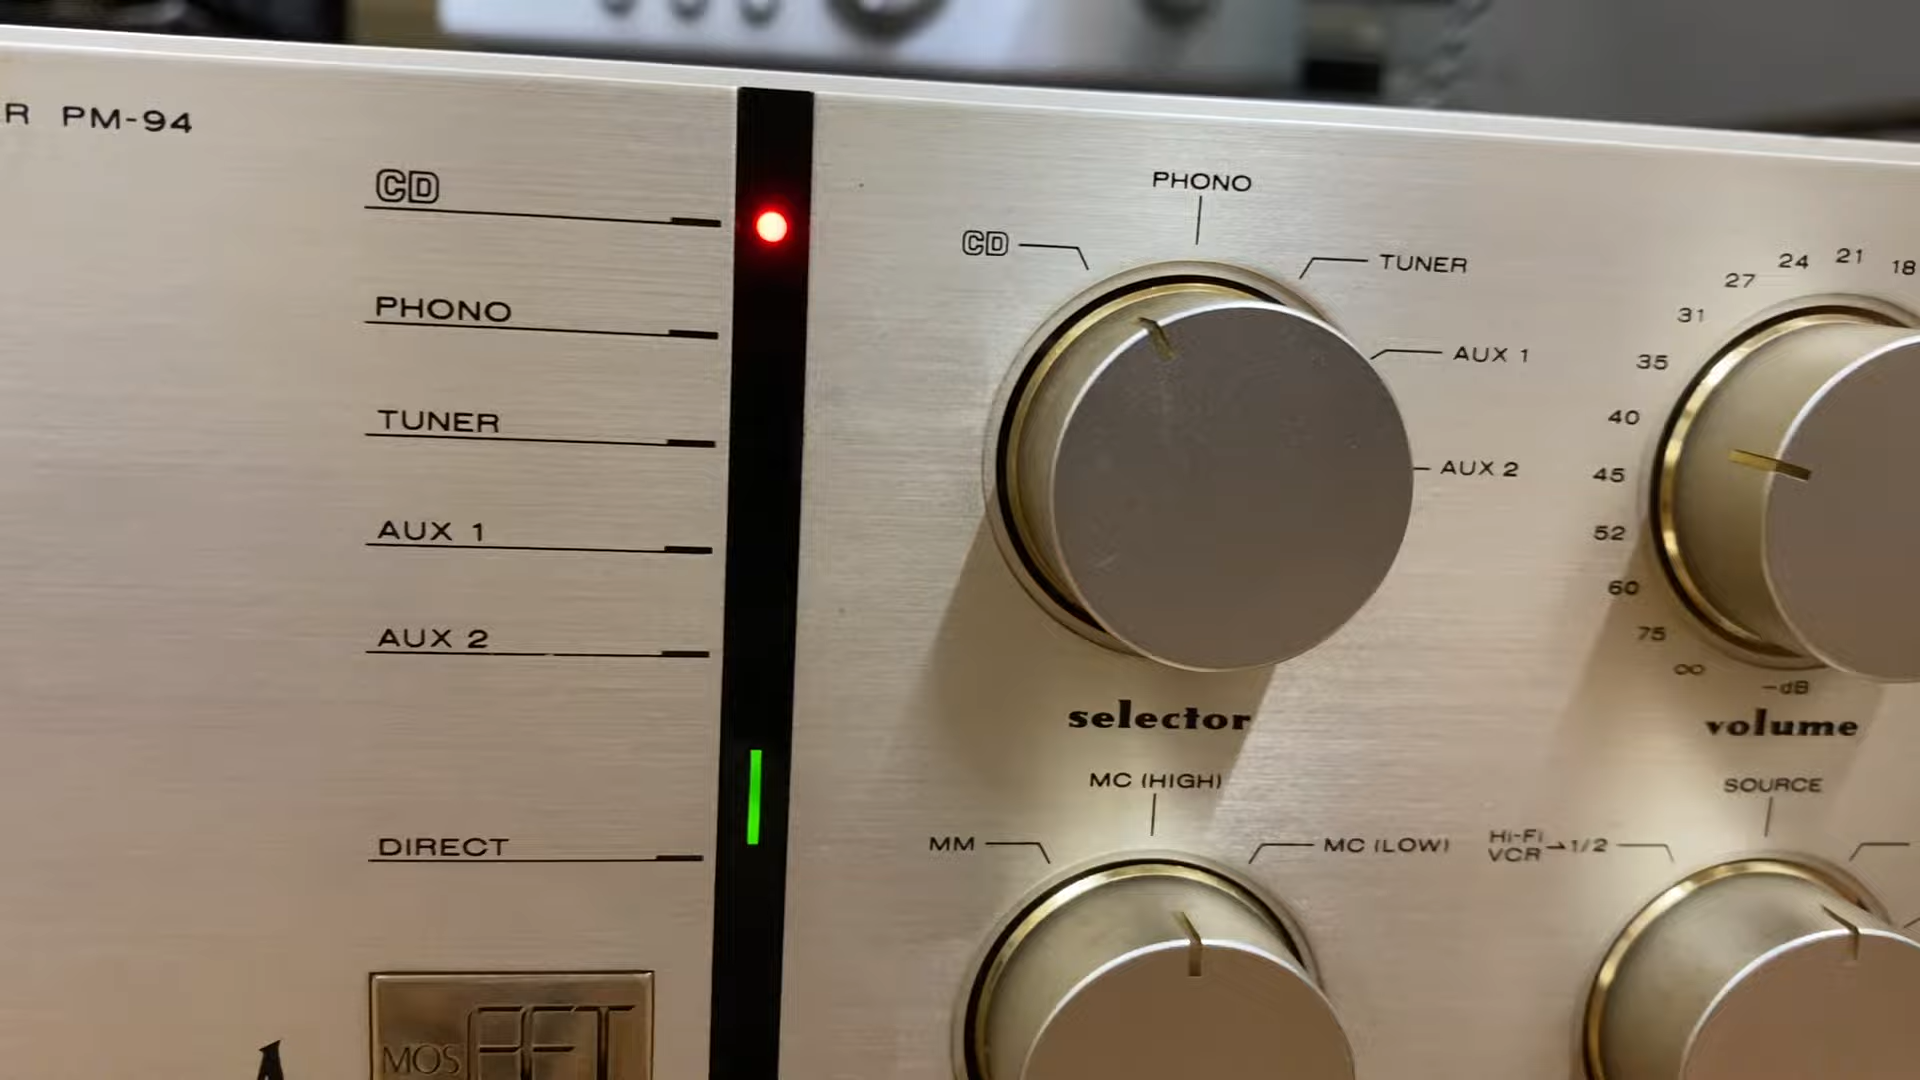 R PM-94
CD
PHONO
TUNER
AUX 1
AUX 2
DIRECT
MOS FET
PHONO
CD
TUNER
AUX 1
AUX 2
selector
18
21
24
27
31
35
40
45
52
60
75
∞
-dB
volume
MC (HIGH)
MM
MC (LOW)
SOURCE
Hi-Fi
VCR→1/2